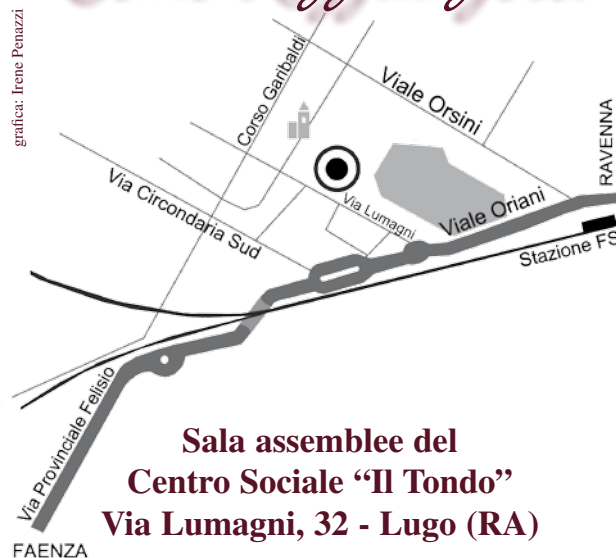 grafica: Irene Penazzi
Corso Garibaldi
Viale Orsini
RAVENNA
Via Circondaria Sud
Via Lumagni
Viale Oriani
Stazione FS
Via Provinciale Felisio
Sala assemblee del
Centro Sociale “Il Tondo”
Via Lumagni, 32 - Lugo (RA)
FAENZA